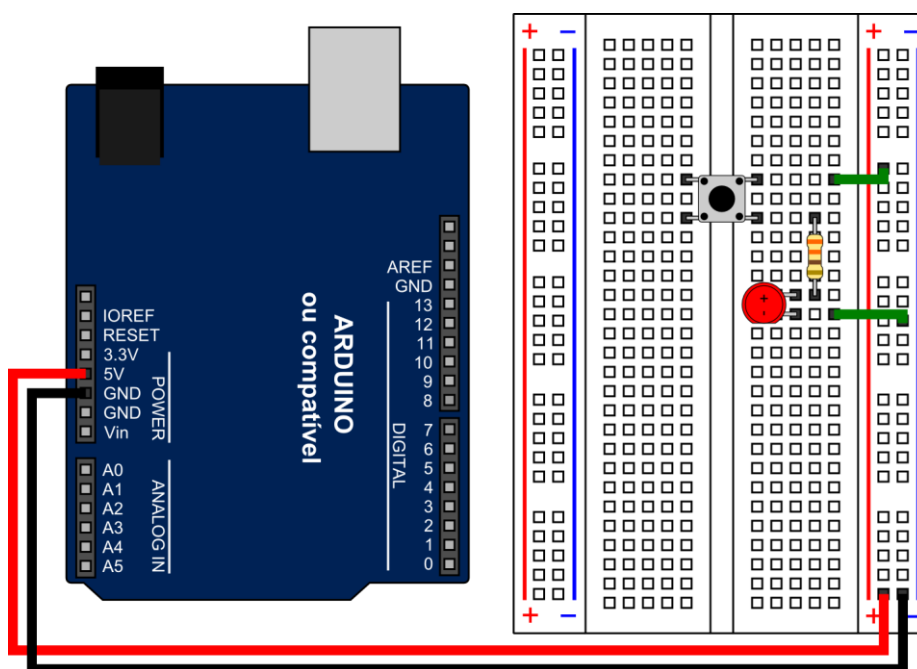 + − + −
AREF
GND
13
12
11
10
9
8
7
6
5
4
3
2
1
0
DIGITAL
ARDUINO
ou compatível
IOREF
RESET
3.3V
5V
GND
GND
Vin
POWER
A0
A1
A2
A3
A4
A5
ANALOG IN
+
-
+ − + −